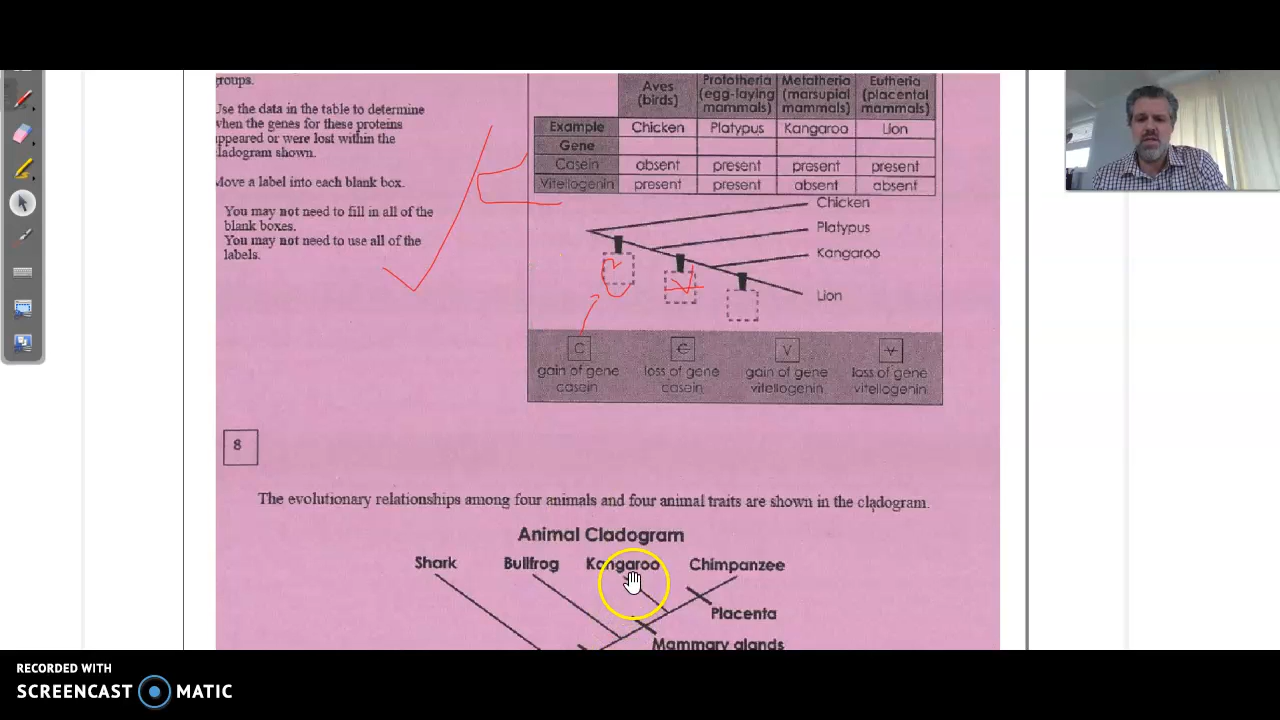 groups.
Use the data in the table to determine
when the genes for these proteins
appeared or were lost within the
cladogram shown.
Move a label into each blank box.
You may not need to fill in all of the
blank boxes.
You may not need to use all of the
labels.
Aves (birds) Prototheria (egg-laying mammals) Metatheria (marsupial mammals) Eutheria (placental mammals)
Example Chicken Platypus Kangaroo Lion
Gene
Casein absent present present present
Vitellogenin present present absent absent
Chicken
Platypus
Kangaroo
Lion
C C V V
gain of gene casein
loss of gene casein
gain of gene vitellogenin
loss of gene vitellogenin
8
The evolutionary relationships among four animals and four animal traits are shown in the cladogram.
Animal Cladogram
Shark Bullfrog Kangaroo Chimpanzee
Placenta
Mammary glands
RECORDED WITH
SCREENCAST MATIC